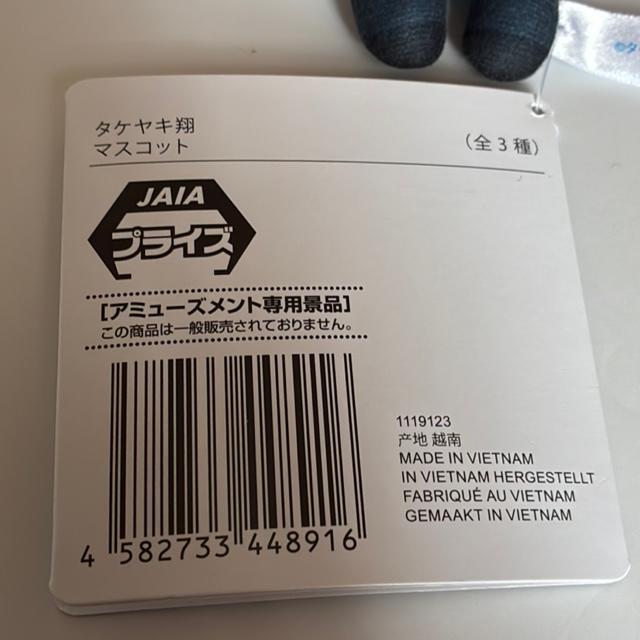 ©タ
タケヤキ翔
マスコット
（全3種）
JAIA
プライズ
［アミューズメント専用景品］
この商品は一般販売されておりません。
1119123
产地 越南
MADE IN VIETNAM
IN VIETNAM HERGESTELLT
FABRIQUÉ AU VIETNAM
GEMAAKT IN VIETNAM
4 582733 448916